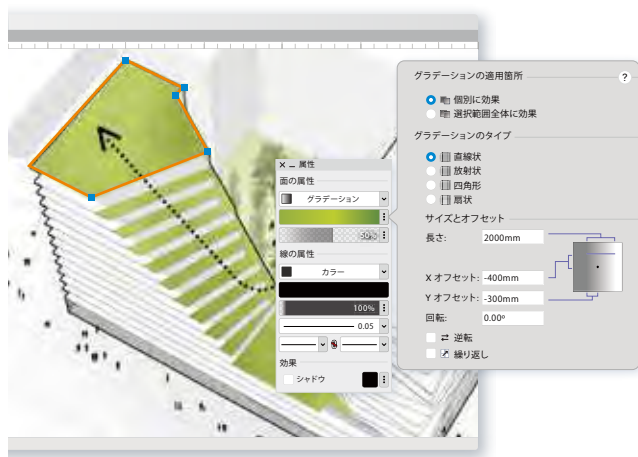 × – 属性
面の属性
グラデーション
50%
線の属性
カラー
100%
0.05
効果
シャドウ
グラデーションの適用箇所
?
個別に効果
選択範囲全体に効果
グラデーションのタイプ
直線状
放射状
四角形
扇状
サイズとオフセット
長さ: 2000mm
X オフセット: -400mm
Y オフセット: -300mm
回転: 0.00º
逆転
繰り返し